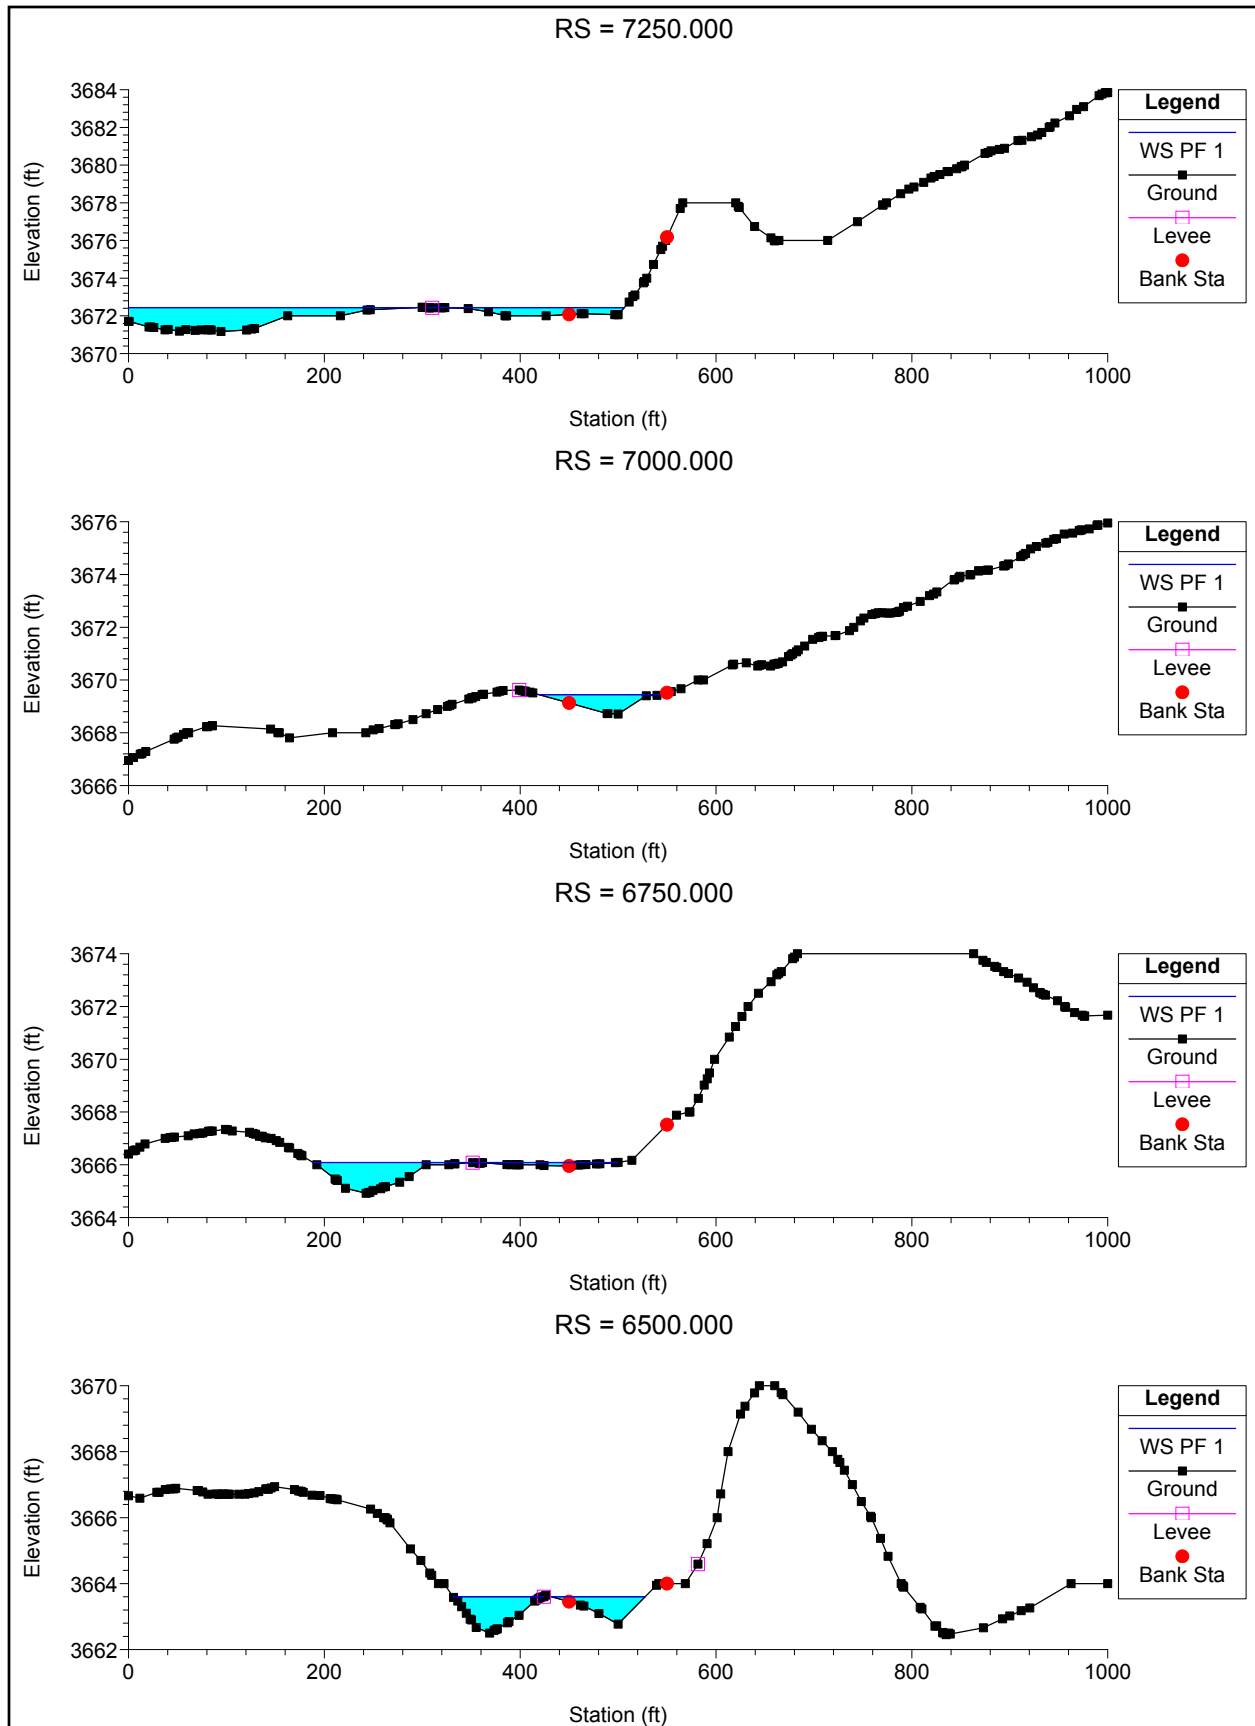 RS = 7250.000
Elevation (ft)
3684
3682
3680
3678
3676
3674
3672
3670
0 200 400 600 800 1000
Station (ft)
Legend
WS PF 1
Ground
Levee
Bank Sta
RS = 7000.000
Elevation (ft)
3676
3674
3672
3670
3668
3666
0 200 400 600 800 1000
Station (ft)
Legend
WS PF 1
Ground
Levee
Bank Sta
RS = 6750.000
Elevation (ft)
3674
3672
3670
3668
3666
3664
0 200 400 600 800 1000
Station (ft)
Legend
WS PF 1
Ground
Levee
Bank Sta
RS = 6500.000
Elevation (ft)
3670
3668
3666
3664
3662
0 200 400 600 800 1000
Station (ft)
Legend
WS PF 1
Ground
Levee
Bank Sta